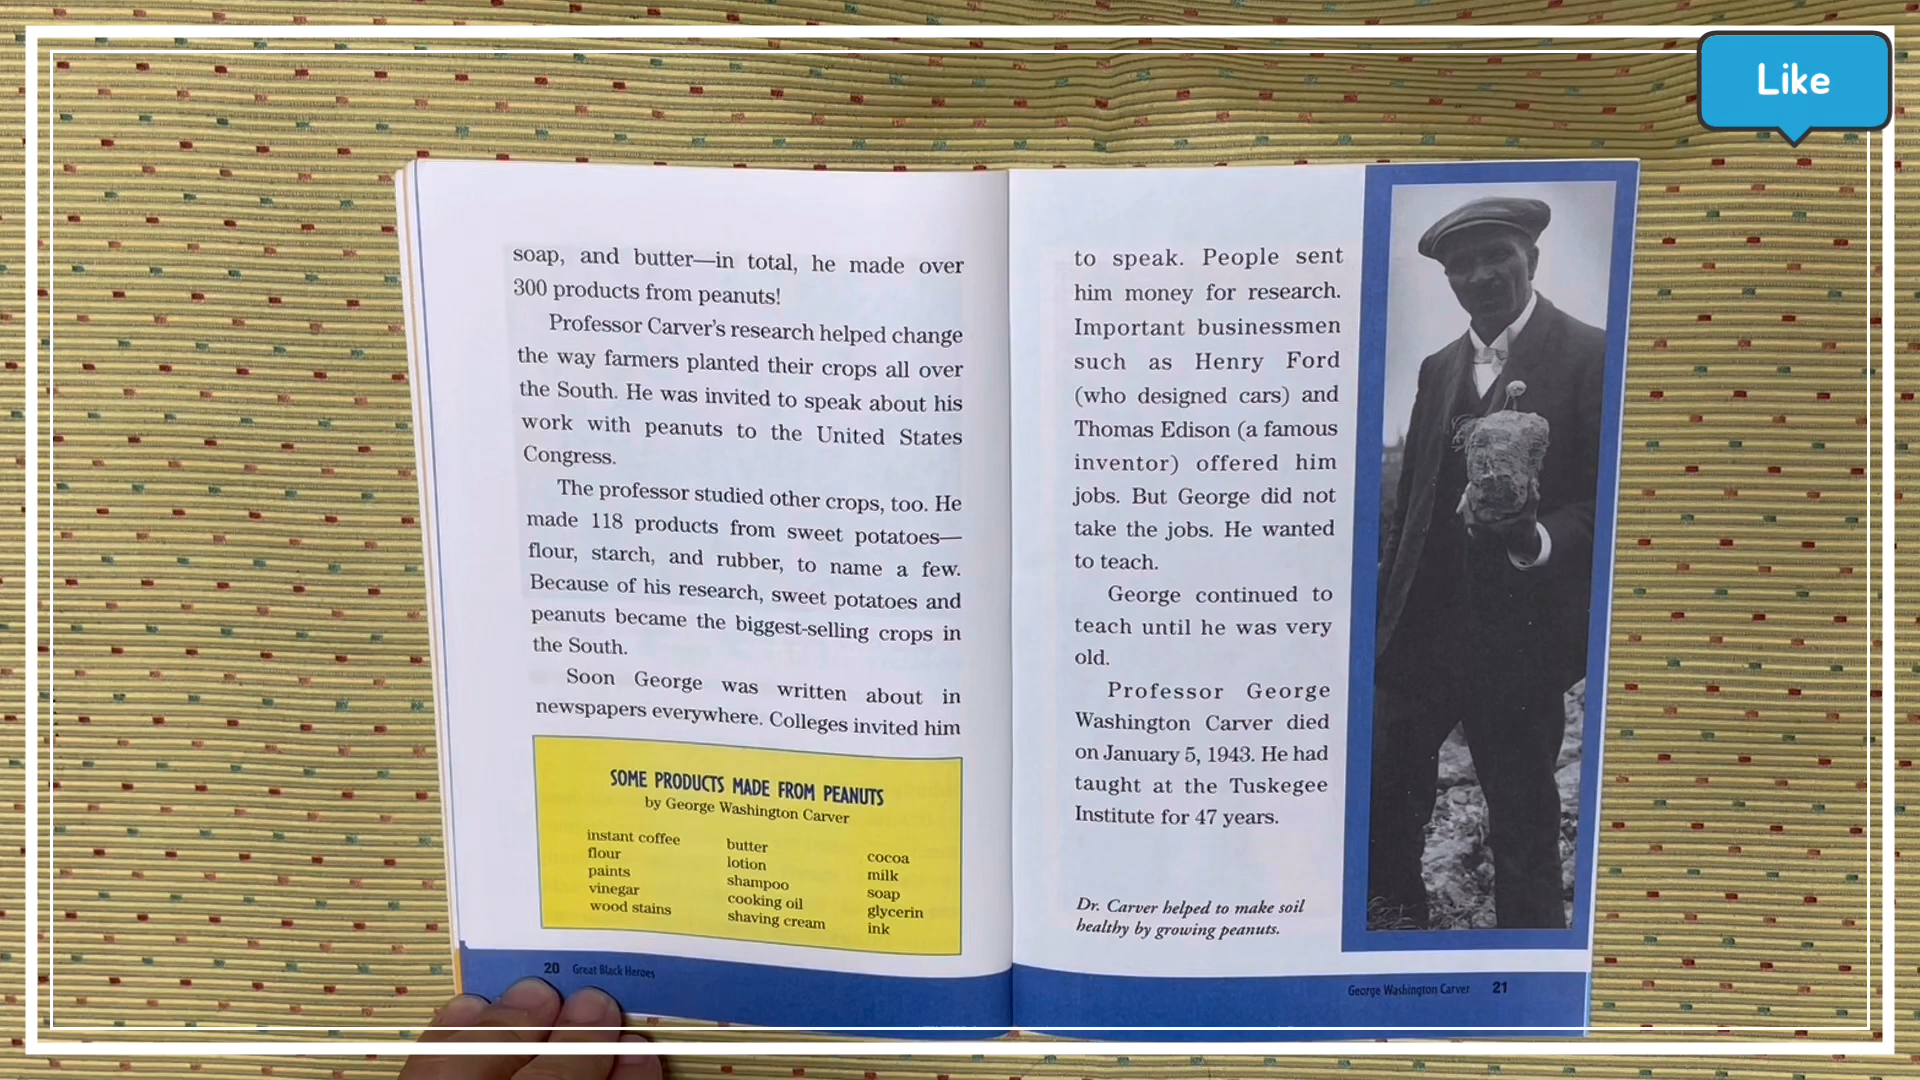 Like
soap, and butter—in total, he made over
300 products from peanuts!
Professor Carver's research helped change
the way farmers planted their crops all over
the South. He was invited to speak about his
work with peanuts to the United States
Congress.
The professor studied other crops, too. He
made 118 products from sweet potatoes—
flour, starch, and rubber, to name a few.
Because of his research, sweet potatoes and
peanuts became the biggest-selling crops in
the South.
Soon George was written about in
newspapers everywhere. Colleges invited him
SOME PRODUCTS MADE FROM PEANUTS
by George Washington Carver
instant coffee
flour
paints
vinegar
wood stains
butter
lotion
shampoo
cooking oil
shaving cream
cocoa
milk
soap
glycerin
ink
20 Great Black Heroes
to speak. People sent
him money for research.
Important businessmen
such as Henry Ford
(who designed cars) and
Thomas Edison (a famous
inventor) offered him
jobs. But George did not
take the jobs. He wanted
to teach.
George continued to
teach until he was very
old.
Professor George
Washington Carver died
on January 5, 1943. He had
taught at the Tuskegee
Institute for 47 years.
Dr. Carver helped to make soil
healthy by growing peanuts.
George Washington Carver 21